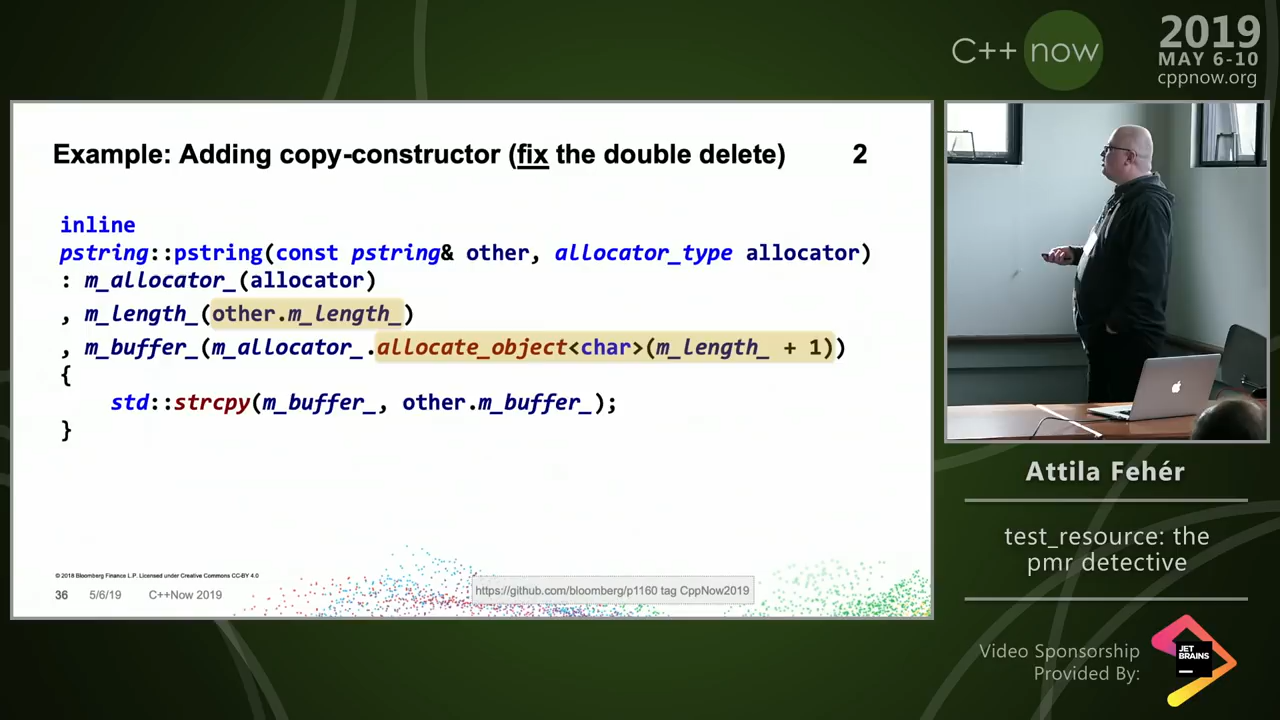 C++ now
2019
MAY 6-10
cppnow.org
Example: Adding copy-constructor (fix the double delete) 2
inline
pstring::pstring(const pstring& other, allocator_type allocator)
: m_allocator_(allocator)
, m_length_(other.m_length_)
, m_buffer_(m_allocator_.allocate_object<char>(m_length_ + 1))
{
std::strcpy(m_buffer_, other.m_buffer_);
}
© 2018 Bloomberg Finance L.P. Licensed under Creative Commons CC-BY 4.0
36 5/6/19 C++Now 2019
https://github.com/bloomberg/p1160 tag CppNow2019
Attila Fehér
test_resource: the
pmr detective
Video Sponsorship
Provided By:
JET
BRAINS